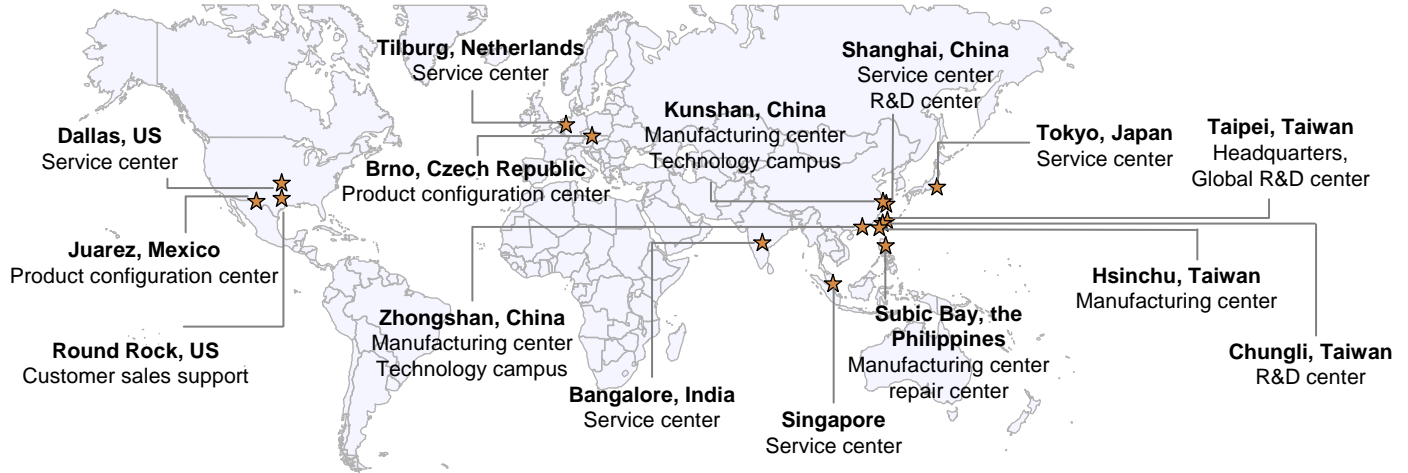 Tilburg, Netherlands
Service center
Shanghai, China
Service center
R&D center
Kunshan, China
Manufacturing center
Technology campus
Dallas, US
Service center
Tokyo, Japan
Service center
Taipei, Taiwan
Headquarters,
Global R&D center
Brno, Czech Republic
Product configuration center
Juarez, Mexico
Product configuration center
Hsinchu, Taiwan
Manufacturing center
Zhongshan, China
Manufacturing center
Technology campus
Subic Bay, the
Philippines
Manufacturing center
repair center
Round Rock, US
Customer sales support
Chungli, Taiwan
R&D center
Bangalore, India
Service center
Singapore
Service center